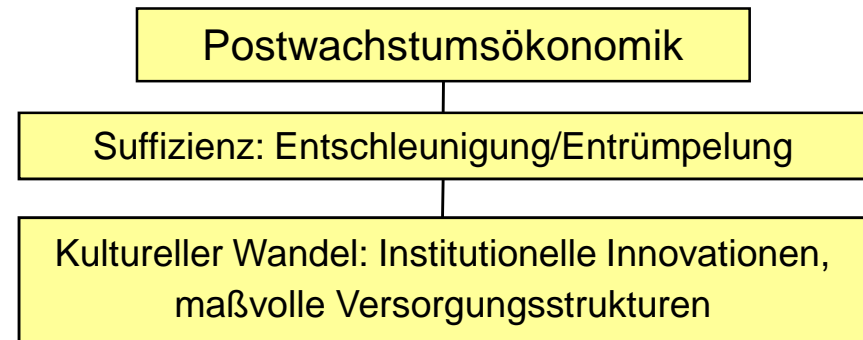 Postwachstumsökonomik
Suffizienz: Entschleunigung/Entrümpelung
Kultureller Wandel: Institutionelle Innovationen,
maßvolle Versorgungsstrukturen